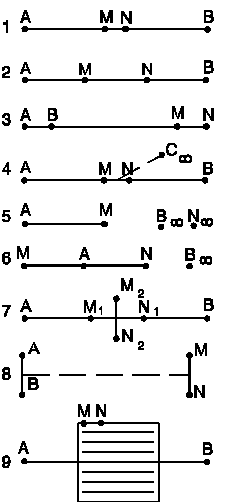 1 A M N B
2 A M N B
3 A B M N
4 A M N B C∞
5 A M B∞ N∞
6 M A N B∞
7 A M₁ M₂ N₁ N₂ B
8 A B M N
9 A M N B